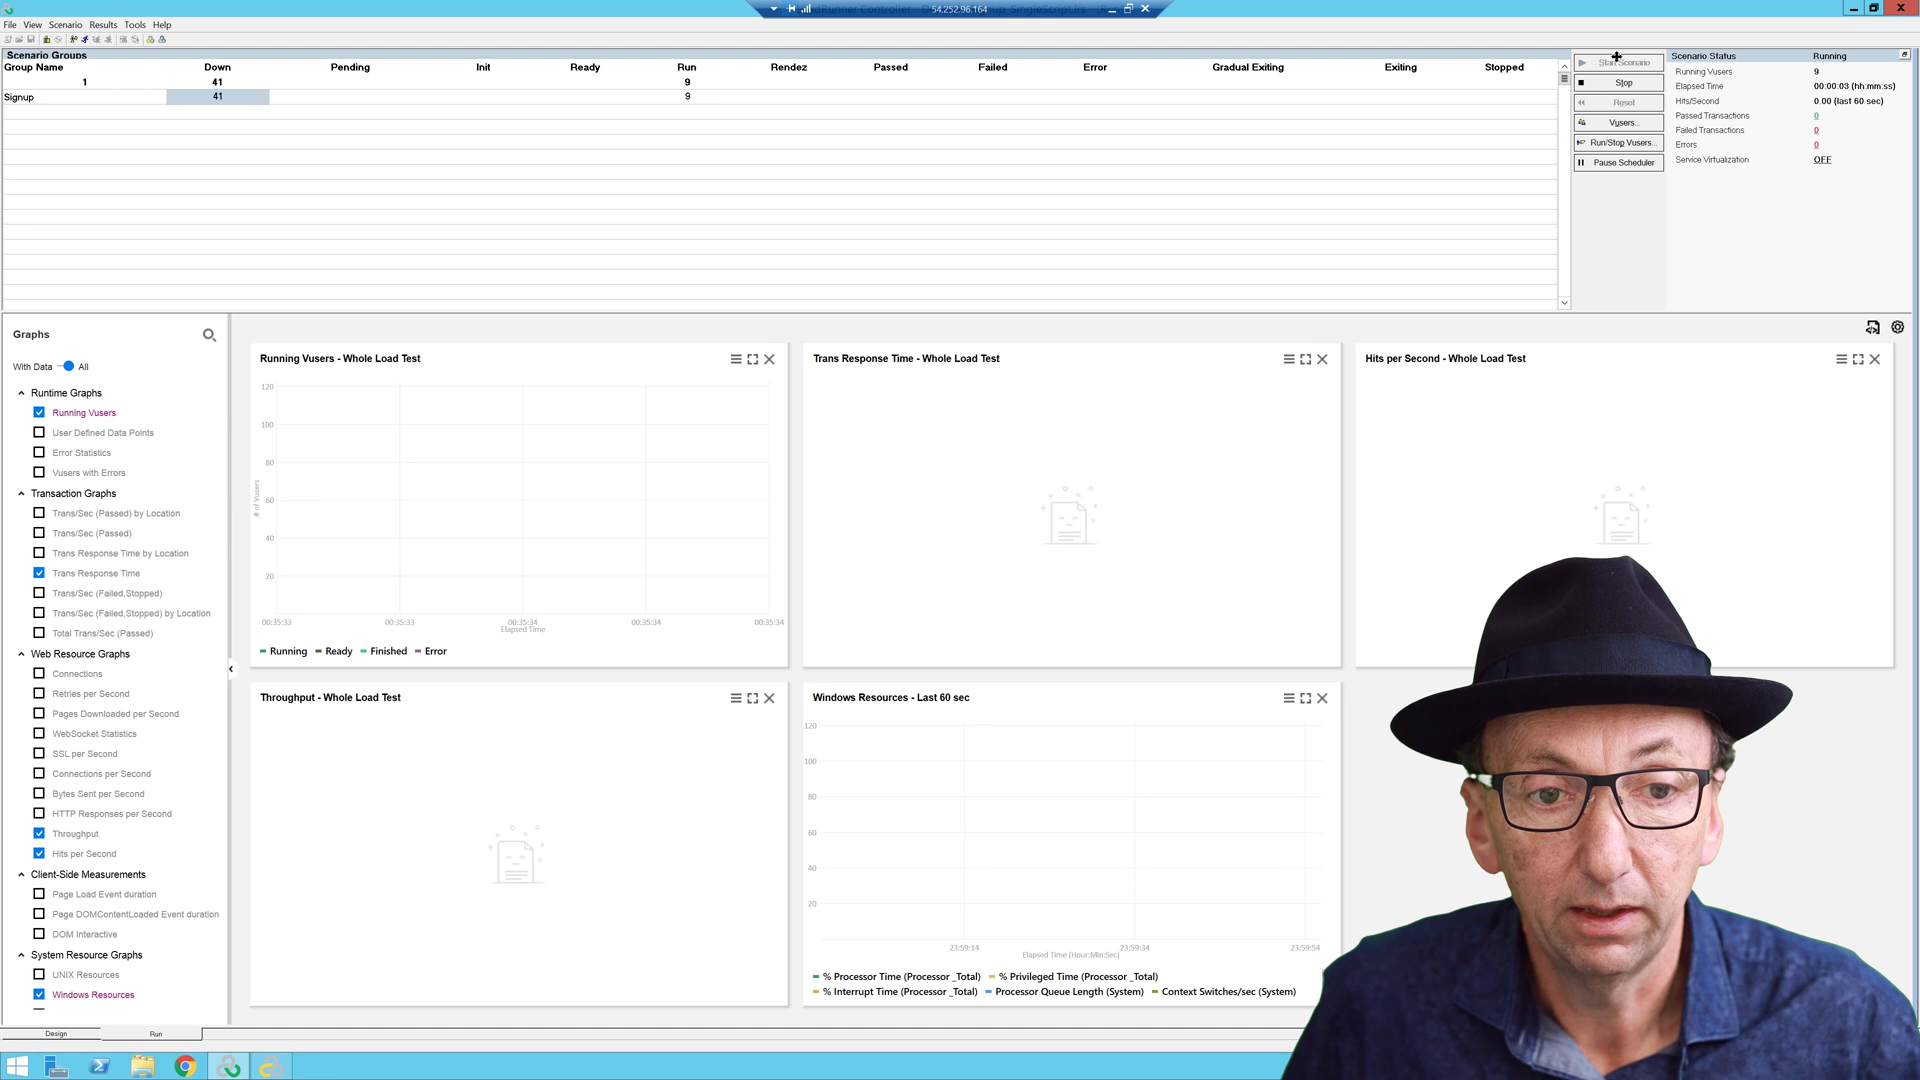 54.252.96.164
File View Scenario Results Tools Help
Scenario Groups
Group Name Down Pending Init Ready Run Rendez Passed Failed Error Gradual Exiting Exiting Stopped
1 41 9
Signup 41 9
Start Scenario
Stop
Reset
Vusers...
Run/Stop Vusers...
Pause Scheduler
Scenario Status Running
Running Vusers 9
Elapsed Time 00:00:03 (hh:mm:ss)
Hits/Second 0.00 (last 60 sec)
Passed Transactions 0
Failed Transactions 0
Errors 0
Service Virtualization OFF
Graphs
With Data All
Runtime Graphs
Running Vusers
User Defined Data Points
Error Statistics
Vusers with Errors
Transaction Graphs
Trans/Sec (Passed) by Location
Trans/Sec (Passed)
Trans Response Time by Location
Trans Response Time
Trans/Sec (Failed,Stopped)
Trans/Sec (Failed,Stopped) by Location
Total Trans/Sec (Passed)
Web Resource Graphs
Connections
Retries per Second
Pages Downloaded per Second
WebSocket Statistics
SSL per Second
Connections per Second
Bytes Sent per Second
HTTP Responses per Second
Throughput
Hits per Second
Client-Side Measurements
Page Load Event duration
Page DOMContentLoaded Event duration
DOM Interactive
System Resource Graphs
UNIX Resources
Windows Resources
Running Vusers - Whole Load Test
120
100
80
60
40
20
# of Vusers
00:35:33 00:35:33 00:35:34 00:35:34 00:35:34
Elapsed Time
Running Ready Finished Error
Trans Response Time - Whole Load Test
Hits per Second - Whole Load Test
Throughput - Whole Load Test
Windows Resources - Last 60 sec
120
100
80
60
40
20
23:59:14 23:59:34 23:59:54
Elapsed Time (Hour:Min:Sec)
% Processor Time (Processor _Total) % Privileged Time (Processor _Total)
% Interrupt Time (Processor _Total) Processor Queue Length (System) Context Switches/sec (System)
Design Run